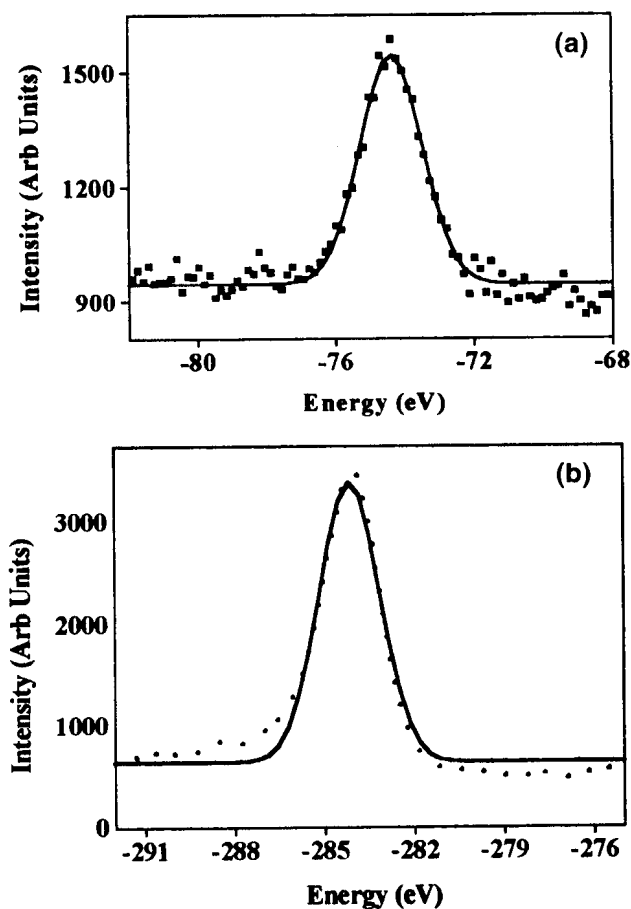 (a)
Intensity (Arb Units)
1500
1200
900
-80
-76
-72
-68
Energy (eV)
(b)
Intensity (Arb Units)
3000
2000
1000
0
-291
-288
-285
-282
-279
-276
Energy (eV)